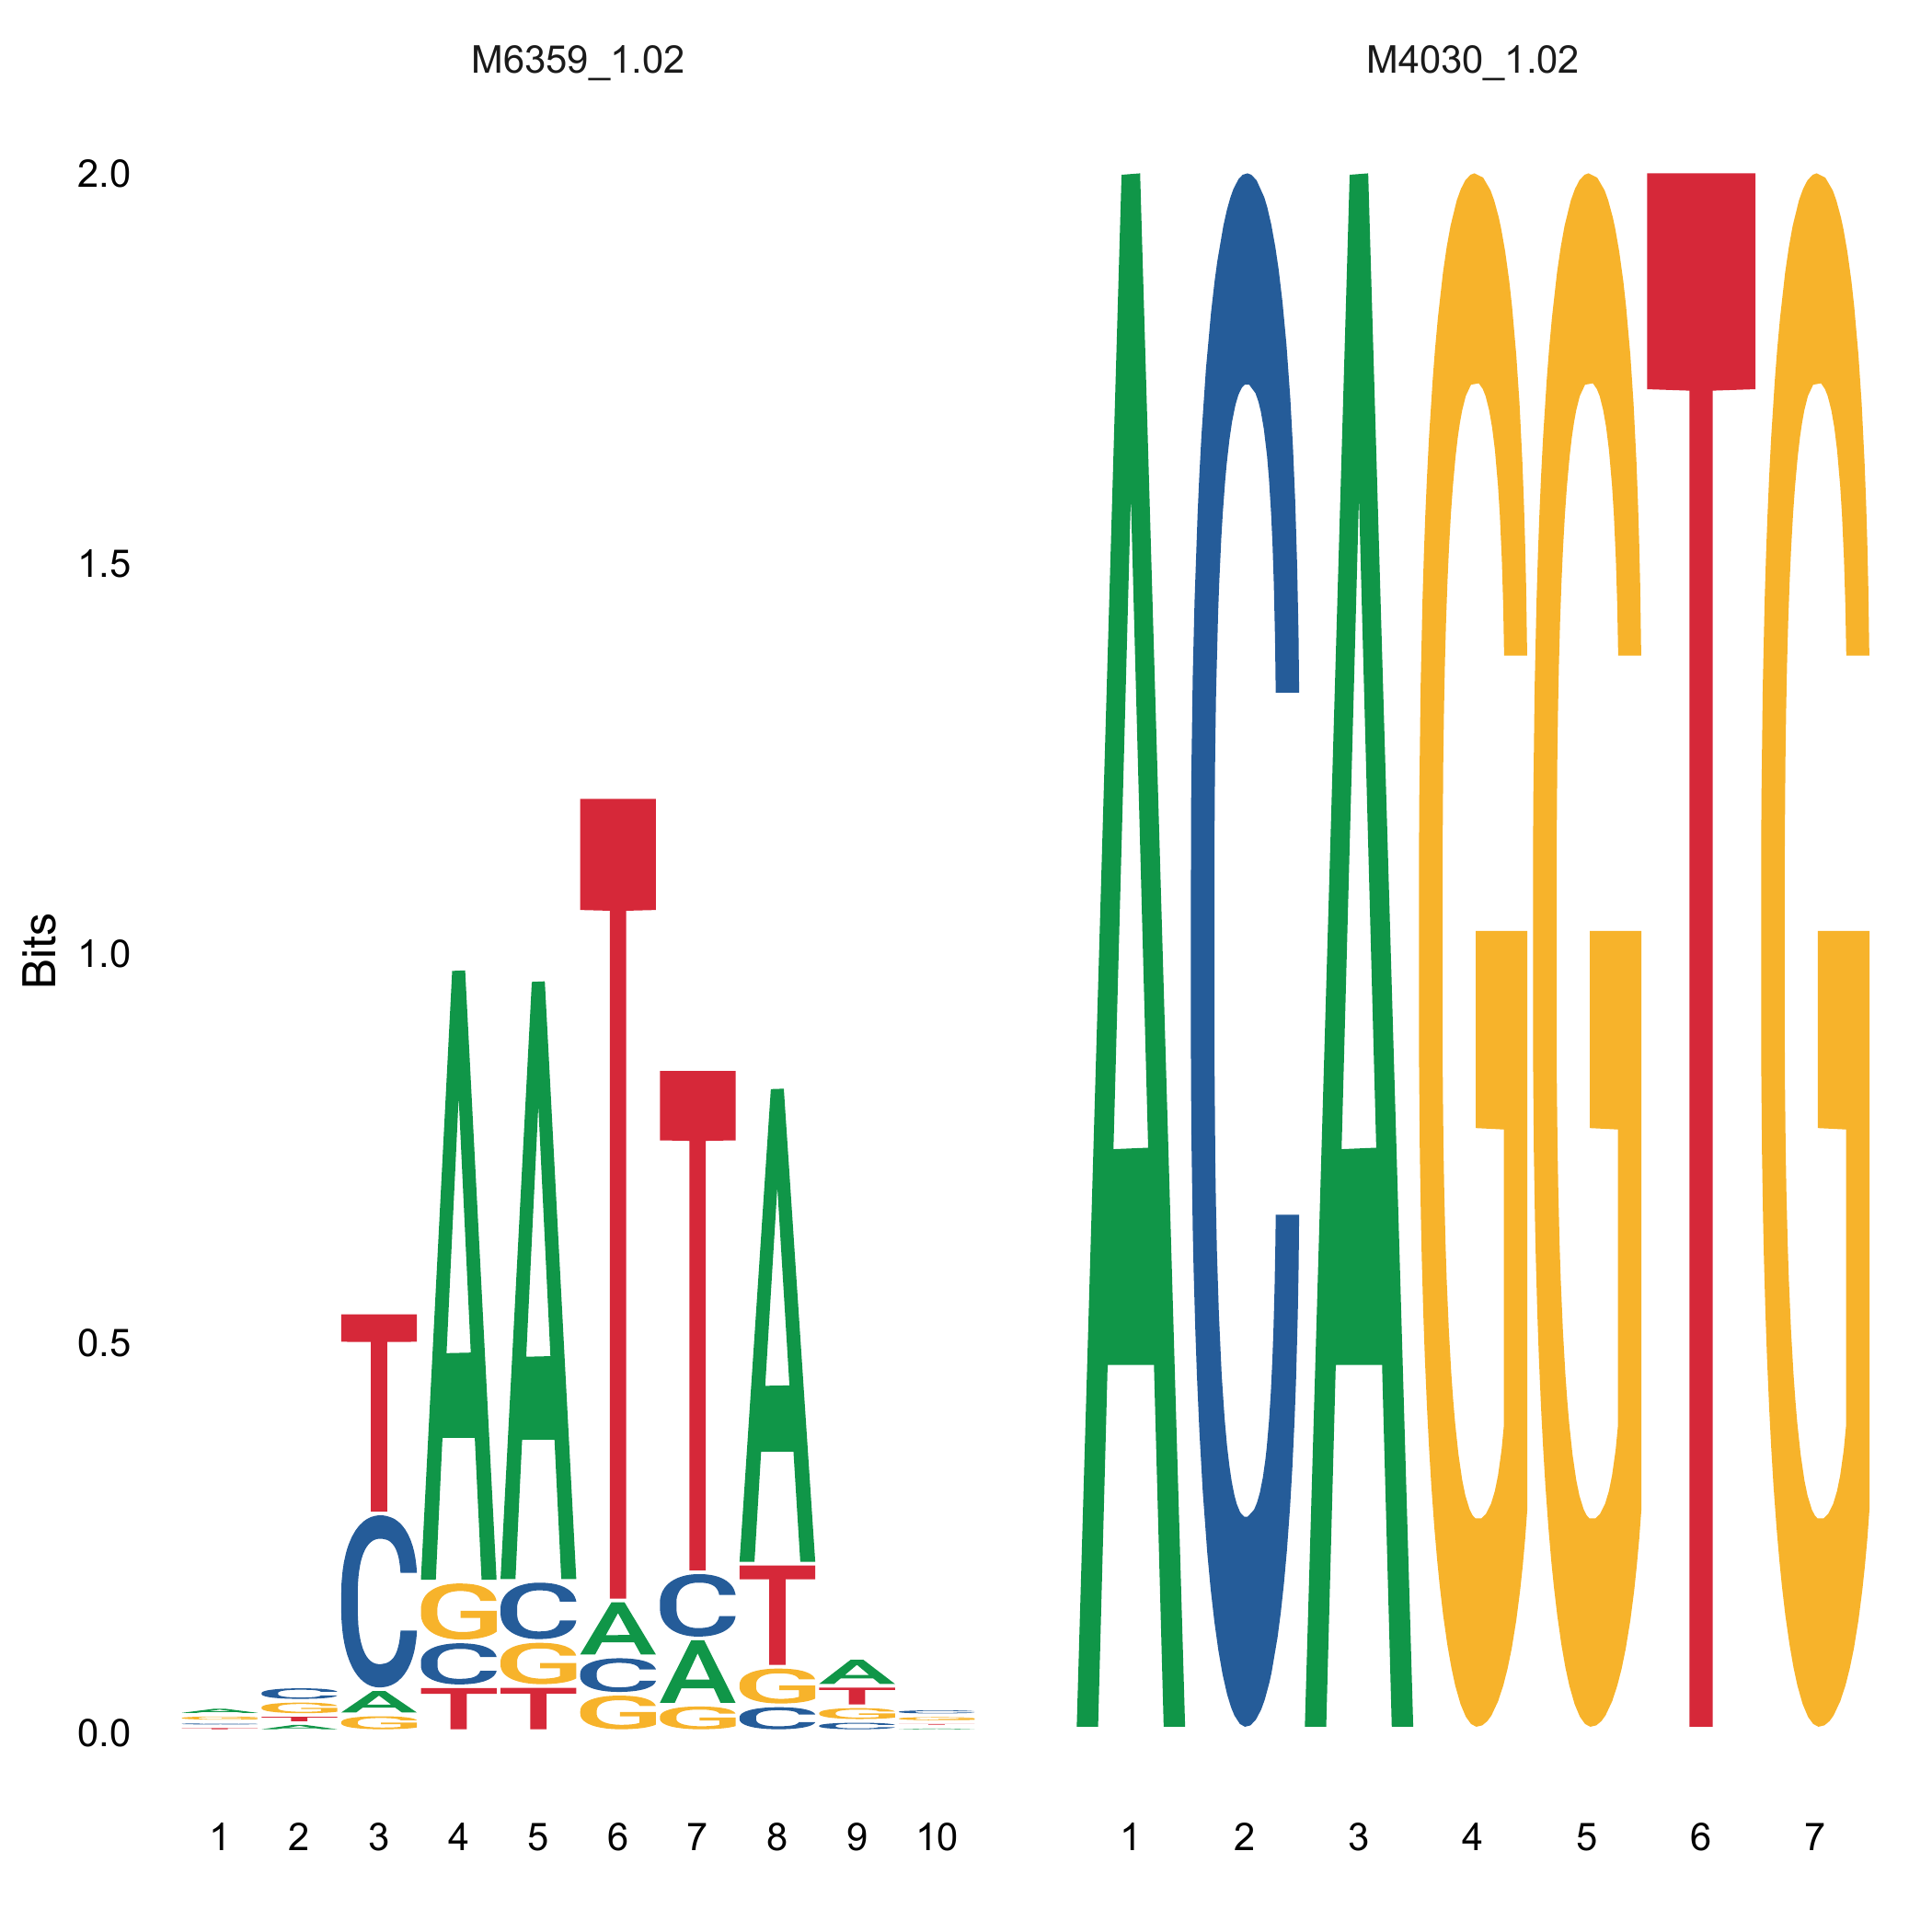 M6359_1.02 M4030_1.02
2.0
1.5
1.0
0.5
0.0
Bits
T A A T T A
C G C A C T
A C G C A G A
G T T G G C T
C G
G C
T
A
A C A G G T G
1 2 3 4 5 6 7 8 9 10 1 2 3 4 5 6 7